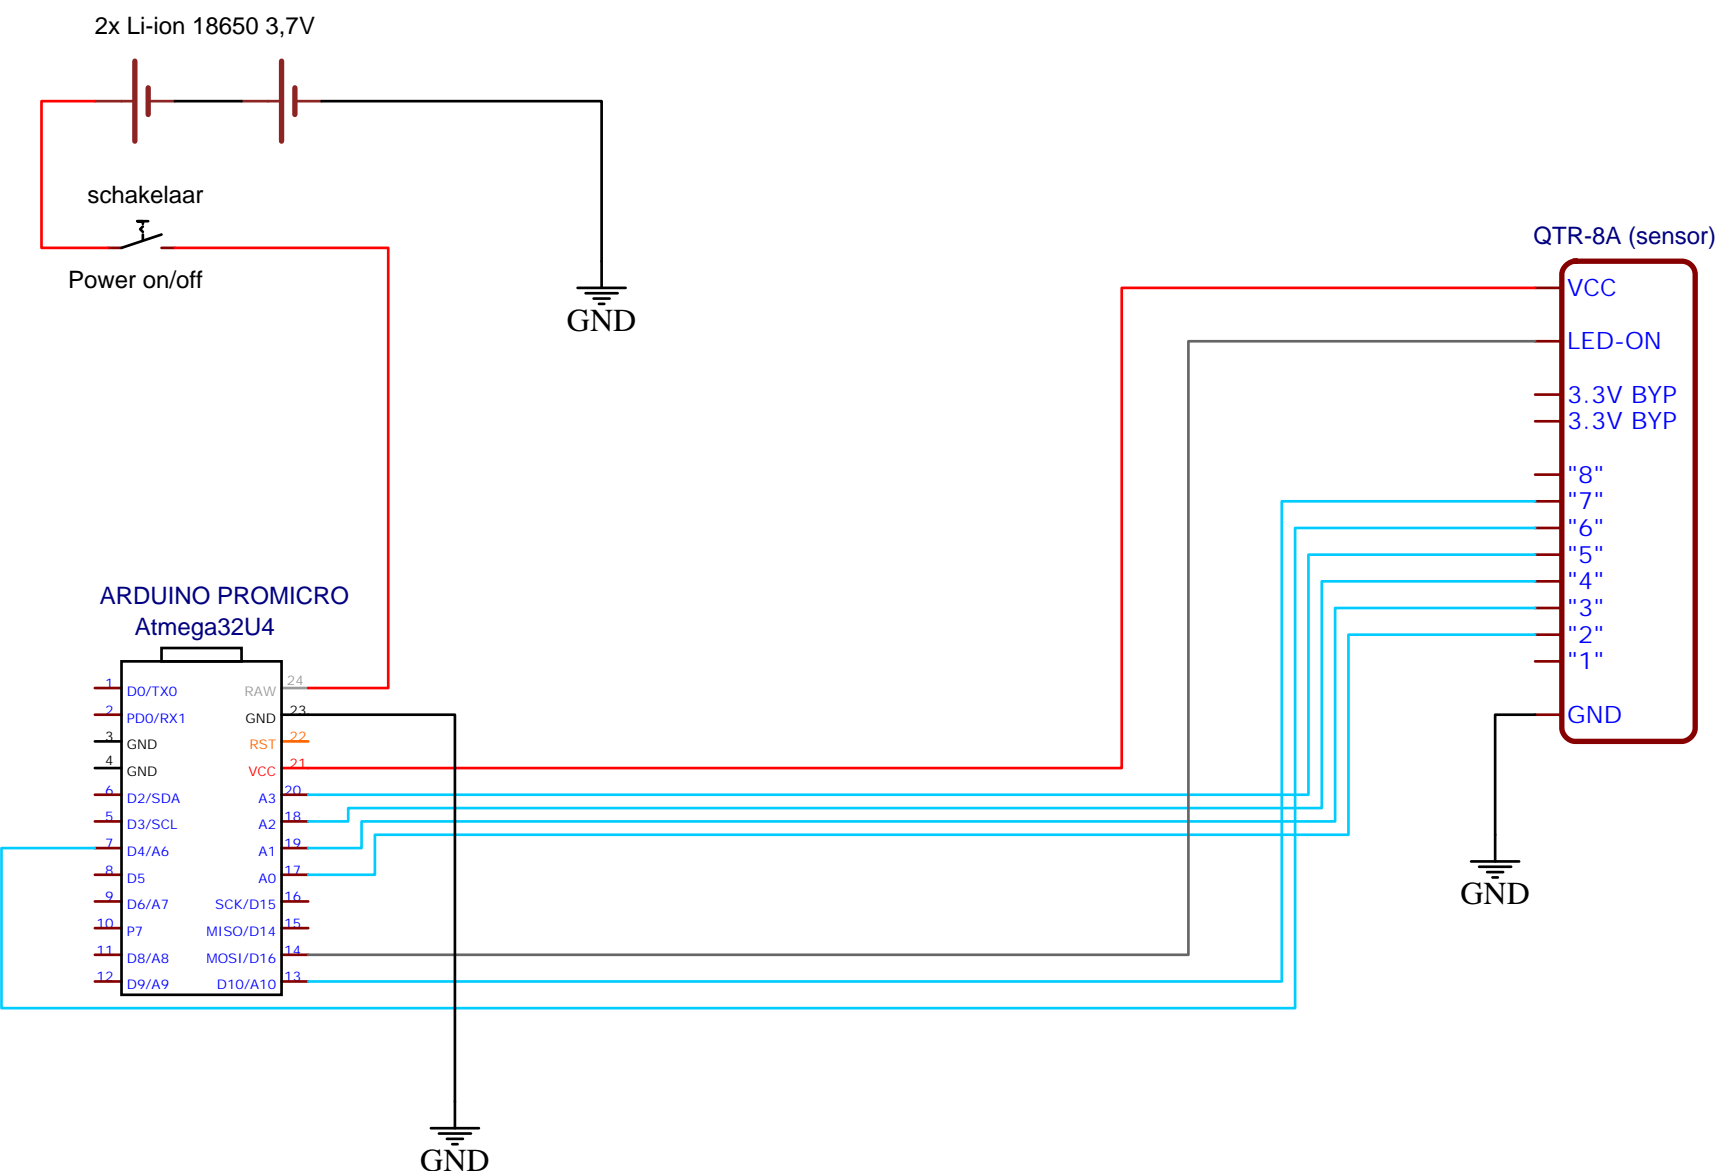 2x Li-ion 18650 3,7V
schakelaar
Power on/off
GND
QTR-8A (sensor)
VCC
LED-ON
3.3V BYP
3.3V BYP
"8"
"7"
"6"
"5"
"4"
"3"
"2"
"1"
GND
GND
ARDUINO PROMICRO
Atmega32U4
1 D0/TX0 RAW 24
2 PD0/RX1 GND 23
3 GND RST 22
4 GND VCC 21
6 D2/SDA A3 20
5 D3/SCL A2 18
7 D4/A6 A1 19
8 D5 A0 17
9 D6/A7 SCK/D15 16
10 P7 MISO/D14 15
11 D8/A8 MOSI/D16 14
12 D9/A9 D10/A10 13
GND